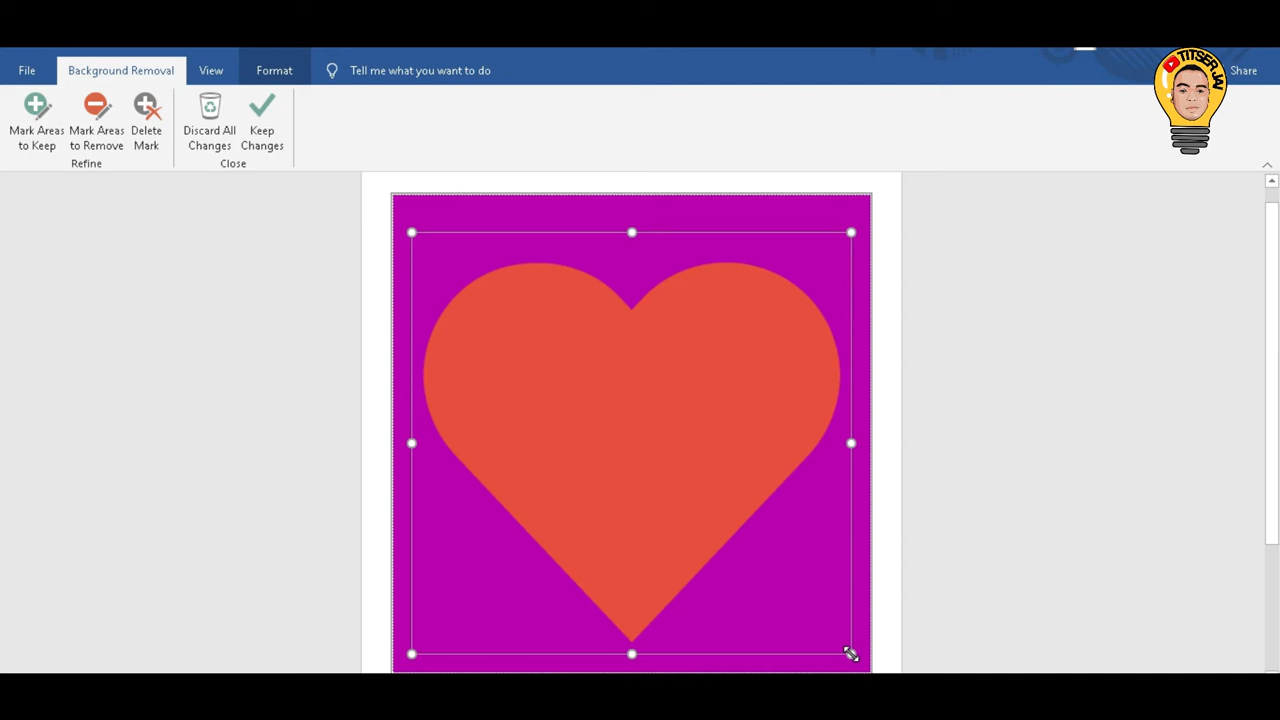 TITSERJAY
File Background Removal View Format Tell me what you want to do Share
Mark Areas to Keep
Mark Areas to Remove
Delete Mark
Discard All Changes
Keep Changes
Refine Close